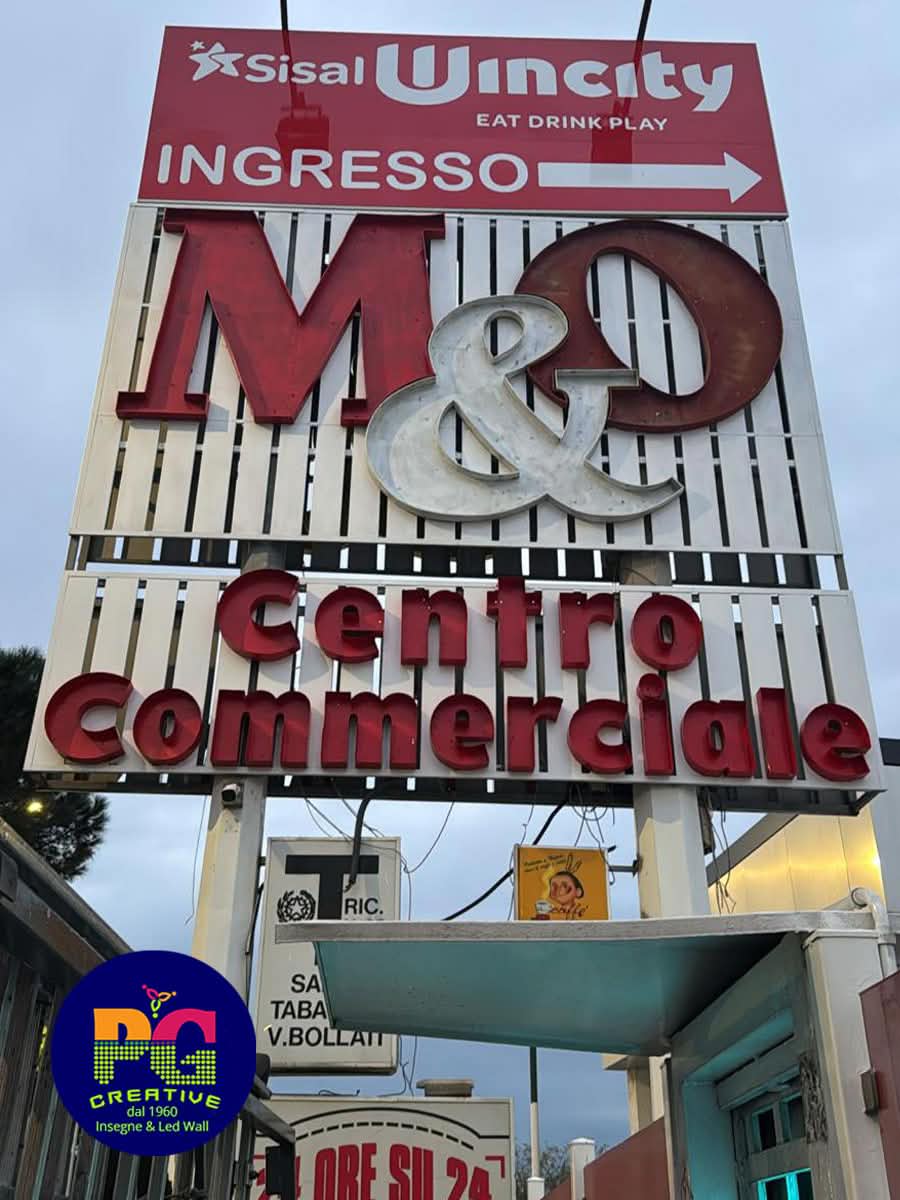 Sisal Wincity
EAT DRINK PLAY
INGRESSO
M&O
Centro
Commerciale
T
RIC.
SA
TABA
V.BOLLATI
caffè
ORE SU 24
PG
CREATIVE
dal 1960
Insegne & Led Wall